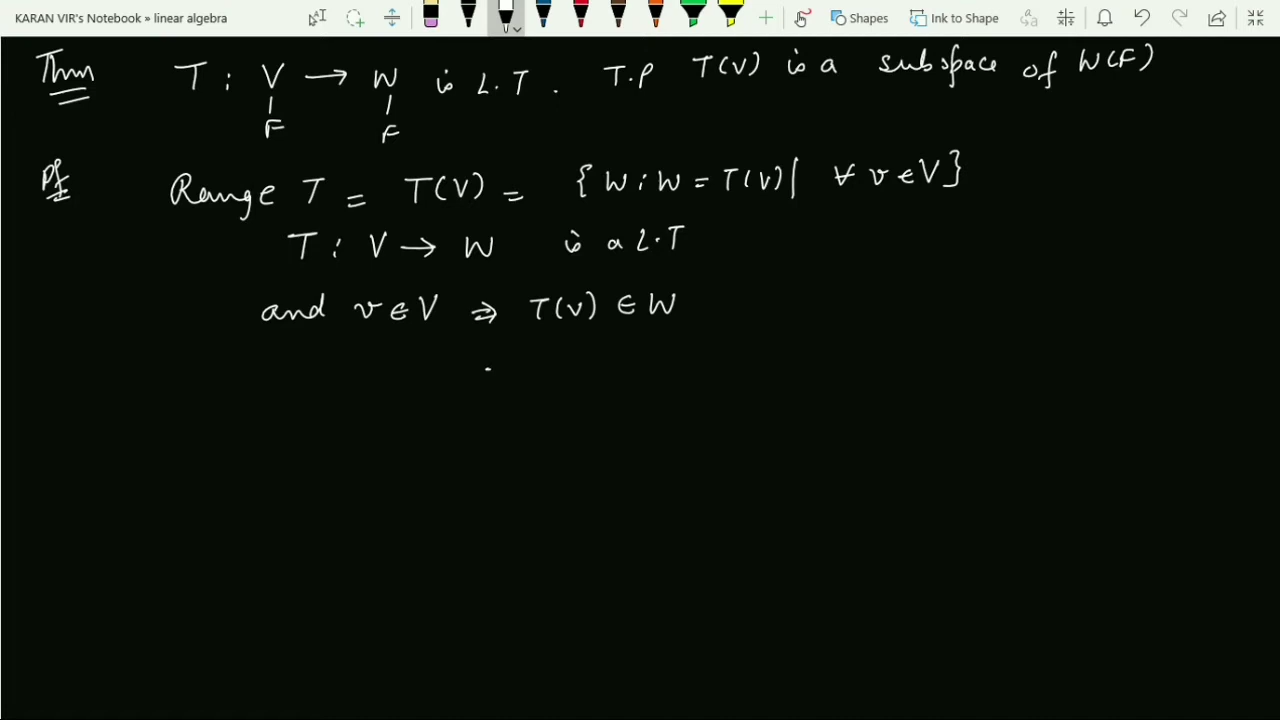 KARAN VIR's Notebook » linear algebra
Shapes
Ink to Shape
Thm T : V → W is L.T. T.P T(V) is a subspace of W(F)
F F
Pf Range T = T(V) = { W : W = T(V) | ∀ v ∈ V }
T : V → W is a L.T
and v ∈ V ⇒ T(v) ∈ W